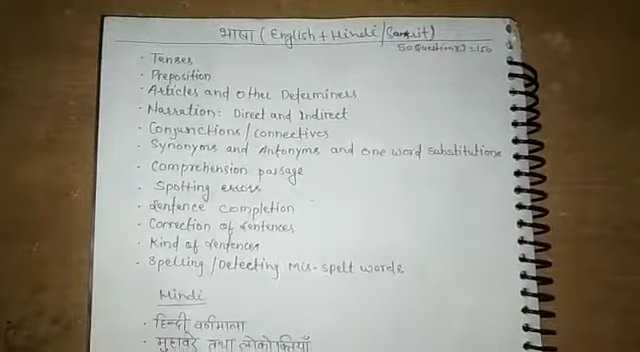 भाषा (English + Hindi/Sanskrit)
50 Question x 3 = 150
· Tenses
· Preposition
· Articles and other Determiners
· Narration: Direct and Indirect
· Conjunctions/connectives
· Synonyms and Antonyms and one word substitutions
· Comprehension passage
· Spotting errors
· Sentence Completion
· Correction of sentences
· Kind of sentences
· Spelling/Detecting Mis-spelt words
Hindi
· हिन्दी वर्णमाला
· मुहावरे तथा लोकोक्तियाँ